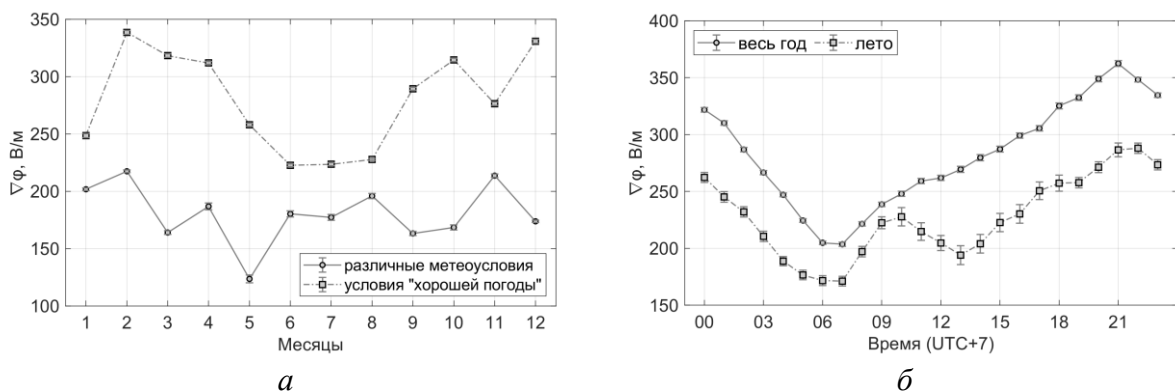 350
300
250
200
150
100
∇φ, В/м
1 2 3 4 5 6 7 8 9 10 11 12
Месяцы
различные метеоусловия
условия "хорошей погоды"
а
400
350
300
250
200
150
∇φ, В/м
весь год лето
00 03 06 09 12 15 18 21
Время (UTC+7)
б